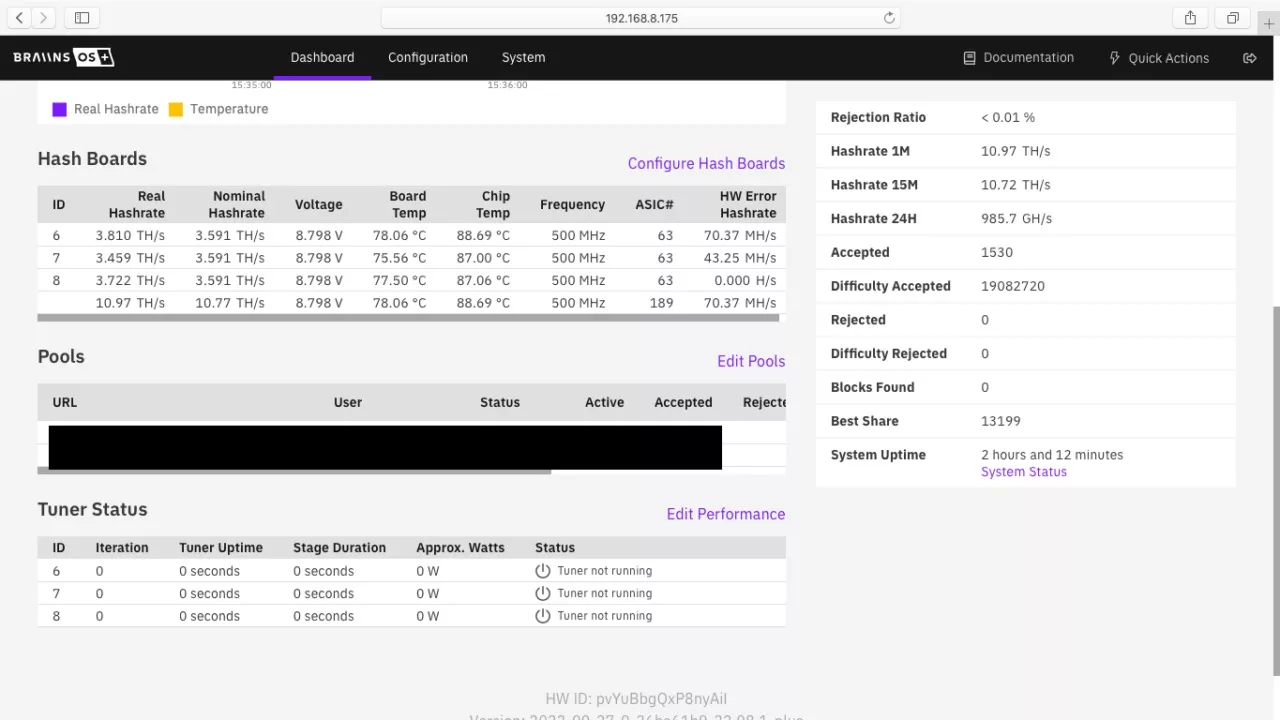 192.168.8.175
BRAIINS OS+ Dashboard Configuration System Documentation Quick Actions
15:35:00 15:36:00
Real Hashrate Temperature
Hash Boards Configure Hash Boards
ID Real Hashrate Nominal Hashrate Voltage Board Temp Chip Temp Frequency ASIC# HW Error Hashrate
6 3.810 TH/s 3.591 TH/s 8.798 V 78.06 °C 88.69 °C 500 MHz 63 70.37 MH/s
7 3.459 TH/s 3.591 TH/s 8.798 V 75.56 °C 87.00 °C 500 MHz 63 43.25 MH/s
8 3.722 TH/s 3.591 TH/s 8.798 V 77.50 °C 87.06 °C 500 MHz 63 0.000 H/s
10.97 TH/s 10.77 TH/s 8.798 V 78.06 °C 88.69 °C 500 MHz 189 70.37 MH/s
Pools Edit Pools
URL User Status Active Accepted Rejecte
Tuner Status Edit Performance
ID Iteration Tuner Uptime Stage Duration Approx. Watts Status
6 0 0 seconds 0 seconds 0 W Tuner not running
7 0 0 seconds 0 seconds 0 W Tuner not running
8 0 0 seconds 0 seconds 0 W Tuner not running
Rejection Ratio < 0.01 %
Hashrate 1M 10.97 TH/s
Hashrate 15M 10.72 TH/s
Hashrate 24H 985.7 GH/s
Accepted 1530
Difficulty Accepted 19082720
Rejected 0
Difficulty Rejected 0
Blocks Found 0
Best Share 13199
System Uptime 2 hours and 12 minutes
System Status
HW ID: pvYuBbgQxP8nyAiI